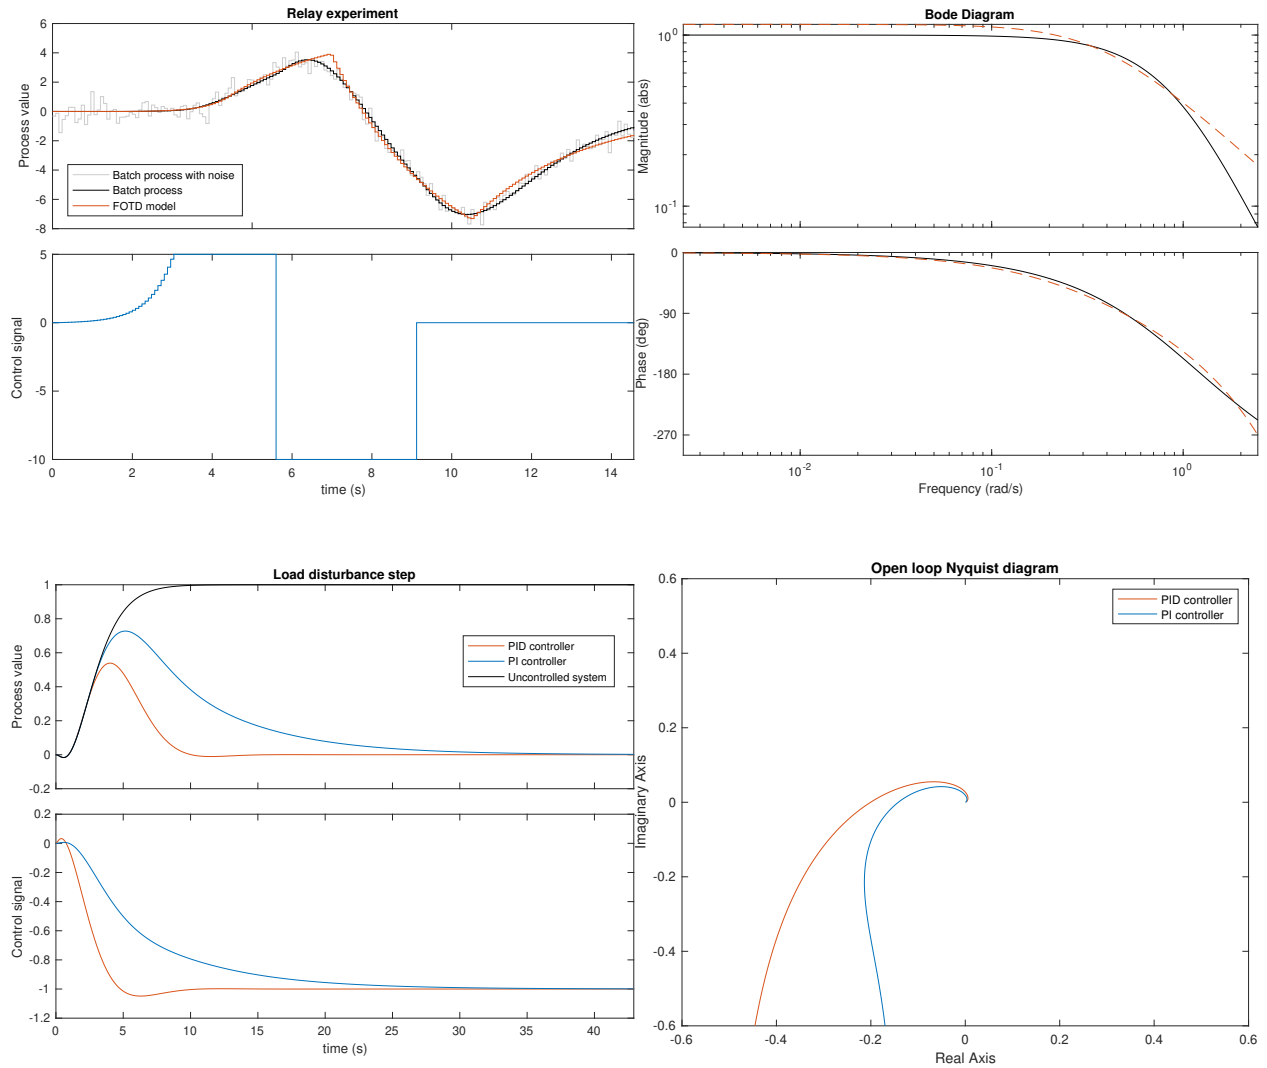 Relay experiment
6
4
2
0
-2
-4
-6
-8
Process value
Batch process with noise
Batch process
FOTD model
5
0
-5
-10
Control signal
0 2 4 6 8 10 12 14
time (s)
Bode Diagram
10^0
10^-1
Magnitude (abs)
0
-90
-180
-270
Phase (deg)
10^-2 10^-1 10^0
Frequency (rad/s)
Load disturbance step
1
0.8
0.6
0.4
0.2
0
-0.2
Process value
PID controller
PI controller
Uncontrolled system
0.2
0
-0.2
-0.4
-0.6
-0.8
-1
-1.2
Control signal
0 5 10 15 20 25 30 35 40
time (s)
Open loop Nyquist diagram
0.6
0.4
0.2
0
-0.2
-0.4
-0.6
Imaginary Axis
PID controller
PI controller
-0.6 -0.4 -0.2 0 0.2 0.4 0.6
Real Axis